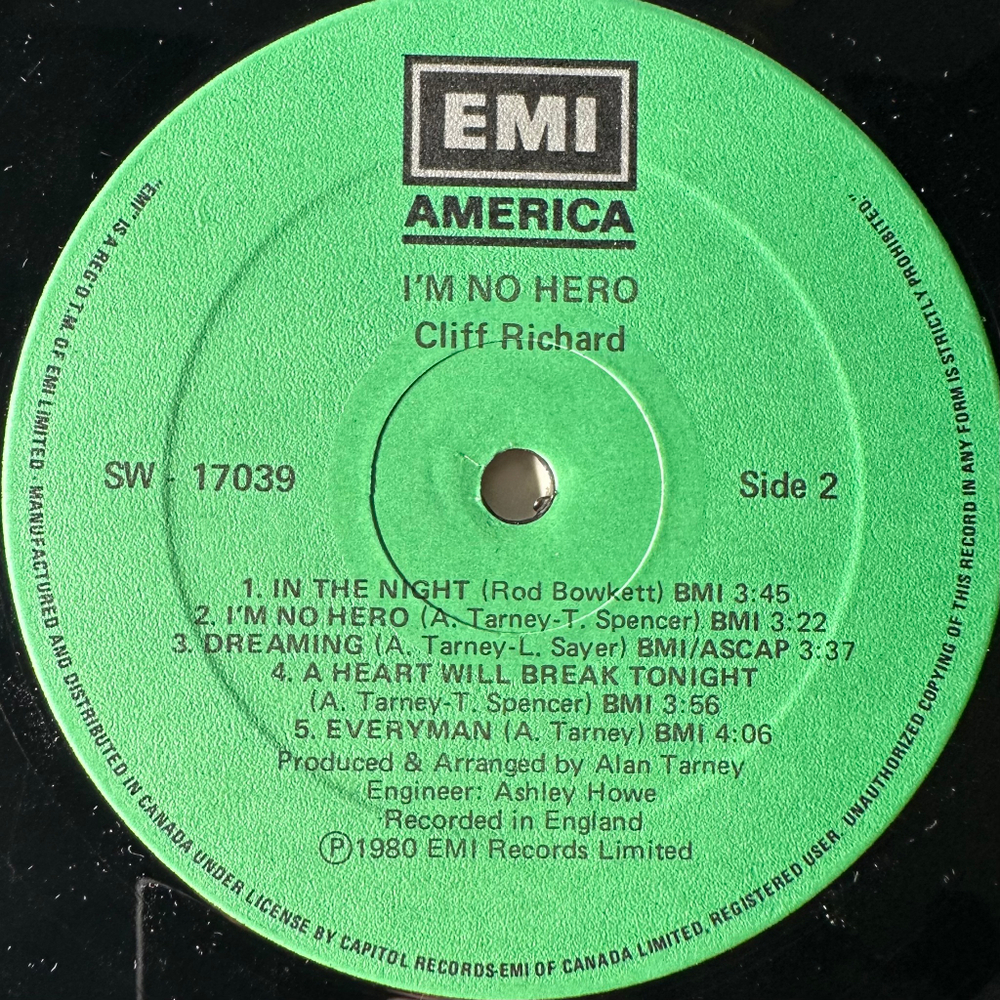 EMI
AMERICA
I'M NO HERO
Cliff Richard
SW - 17039
Side 2
1. IN THE NIGHT (Rod Bowkett) BMI 3:45
2. I'M NO HERO (A. Tarney-T. Spencer) BMI 3:22
3. DREAMING (A. Tarney-L. Sayer) BMI/ASCAP 3:37
4. A HEART WILL BREAK TONIGHT
(A. Tarney-T. Spencer) BMI 3:56
5. EVERYMAN (A. Tarney) BMI 4:06
Produced & Arranged by Alan Tarney
Engineer: Ashley Howe
Recorded in England
Ⓟ1980 EMI Records Limited
"EMI" IS A REG'D T.M. OF EMI LIMITED. MANUFACTURED AND DISTRIBUTED IN CANADA UNDER LICENSE BY CAPITOL RECORDS-EMI OF CANADA LIMITED, REGISTERED USER. UNAUTHORIZED COPYING OF THIS RECORD IN ANY FORM IS STRICTLY PROHIBITED"